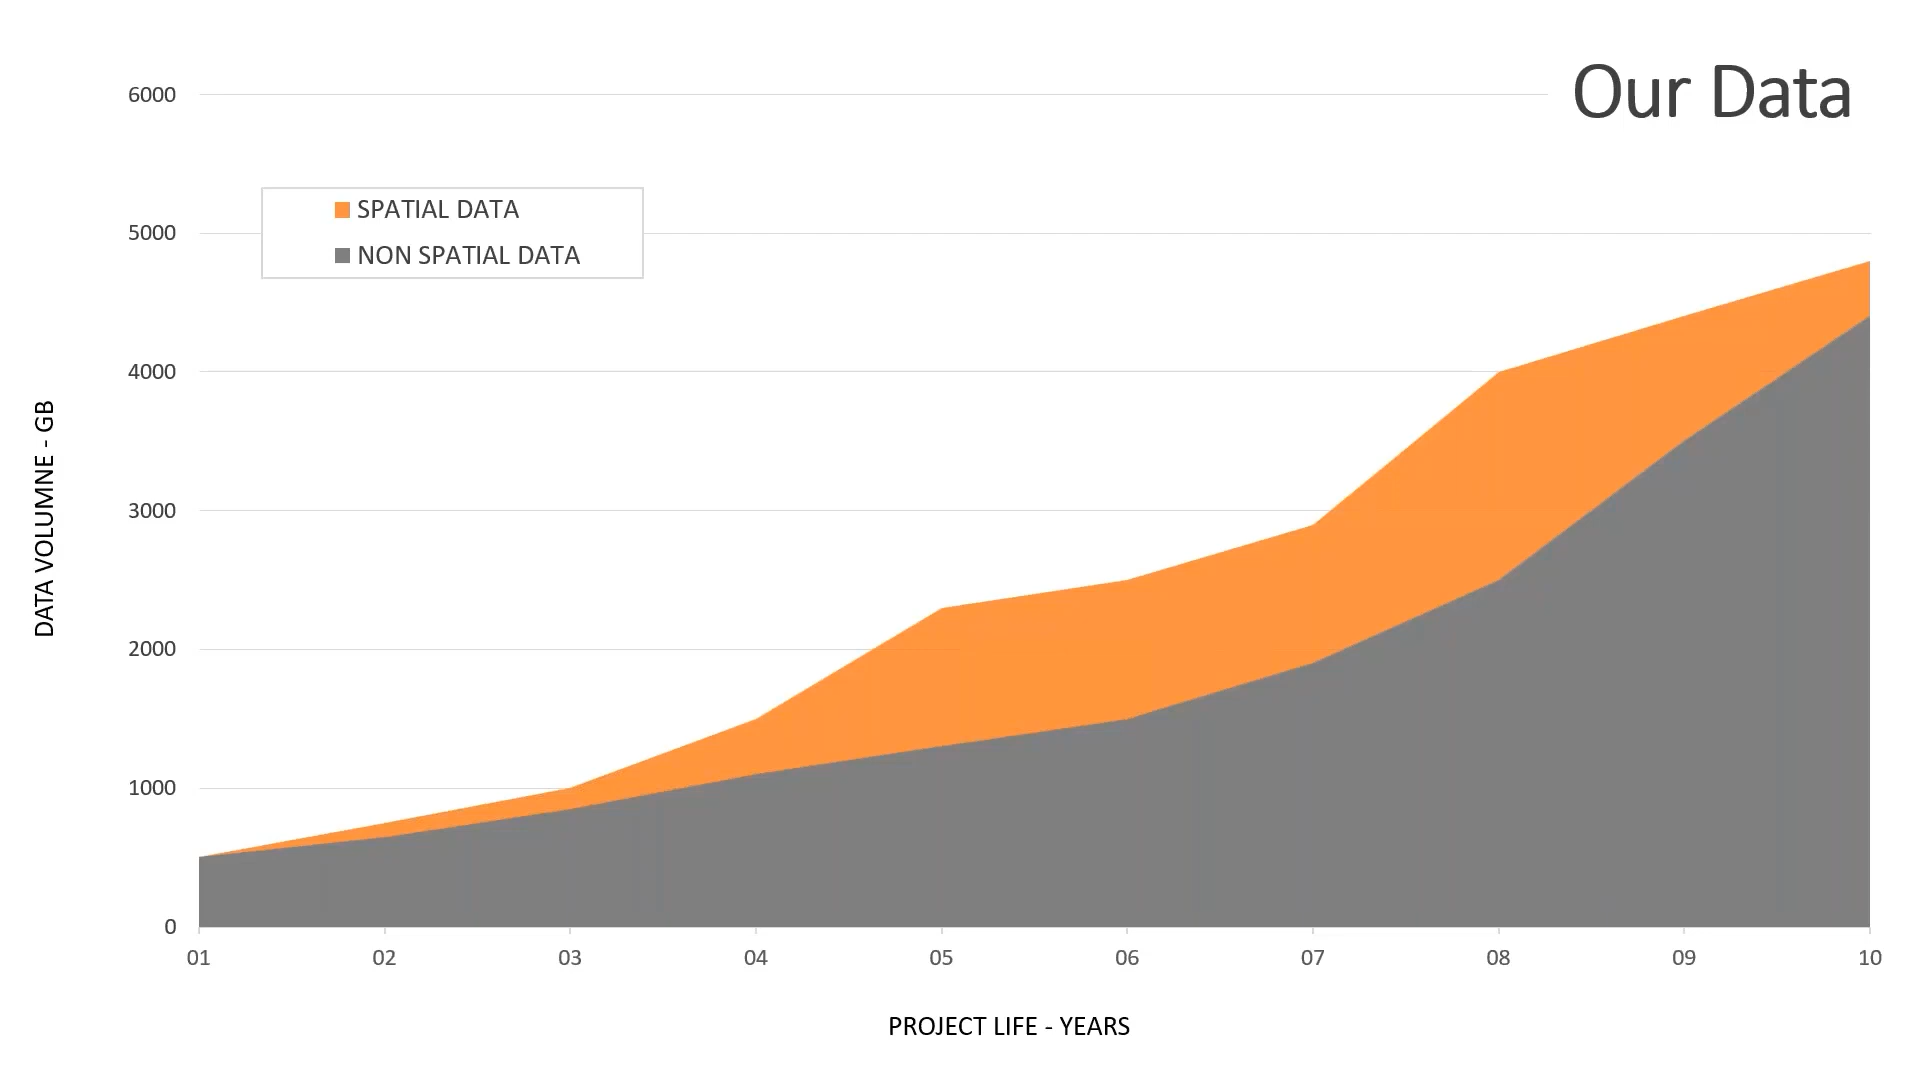 Our Data
6000
5000
4000
3000
2000
1000
0
SPATIAL DATA
NON SPATIAL DATA
DATA VOLUMNE - GB
01 02 03 04 05 06 07 08 09 10
PROJECT LIFE - YEARS